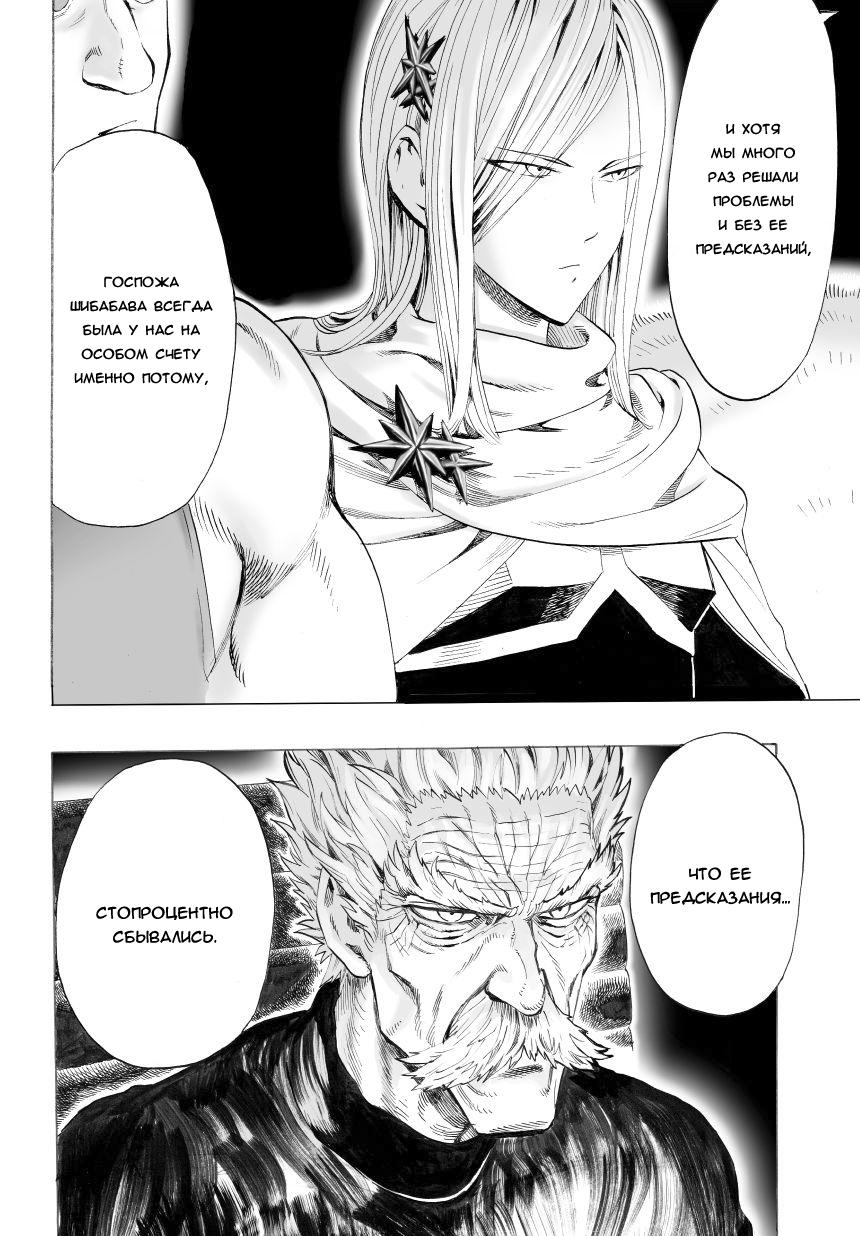 И ХОТЯ
МЫ МНОГО
РАЗ РЕШАЛИ
ПРОБЛЕМЫ
И БЕЗ ЕЕ
ПРЕДСКАЗАНИЙ,
ГОСПОЖА
ШИБАБАВА ВСЕГДА
БЫЛА У НАС НА
ОСОБОМ СЧЕТУ
ИМЕННО ПОТОМУ,
ЧТО ЕЕ
ПРЕДСКАЗАНИЯ...
СТОПРОЦЕНТНО
СБЫВАЛИСЬ.